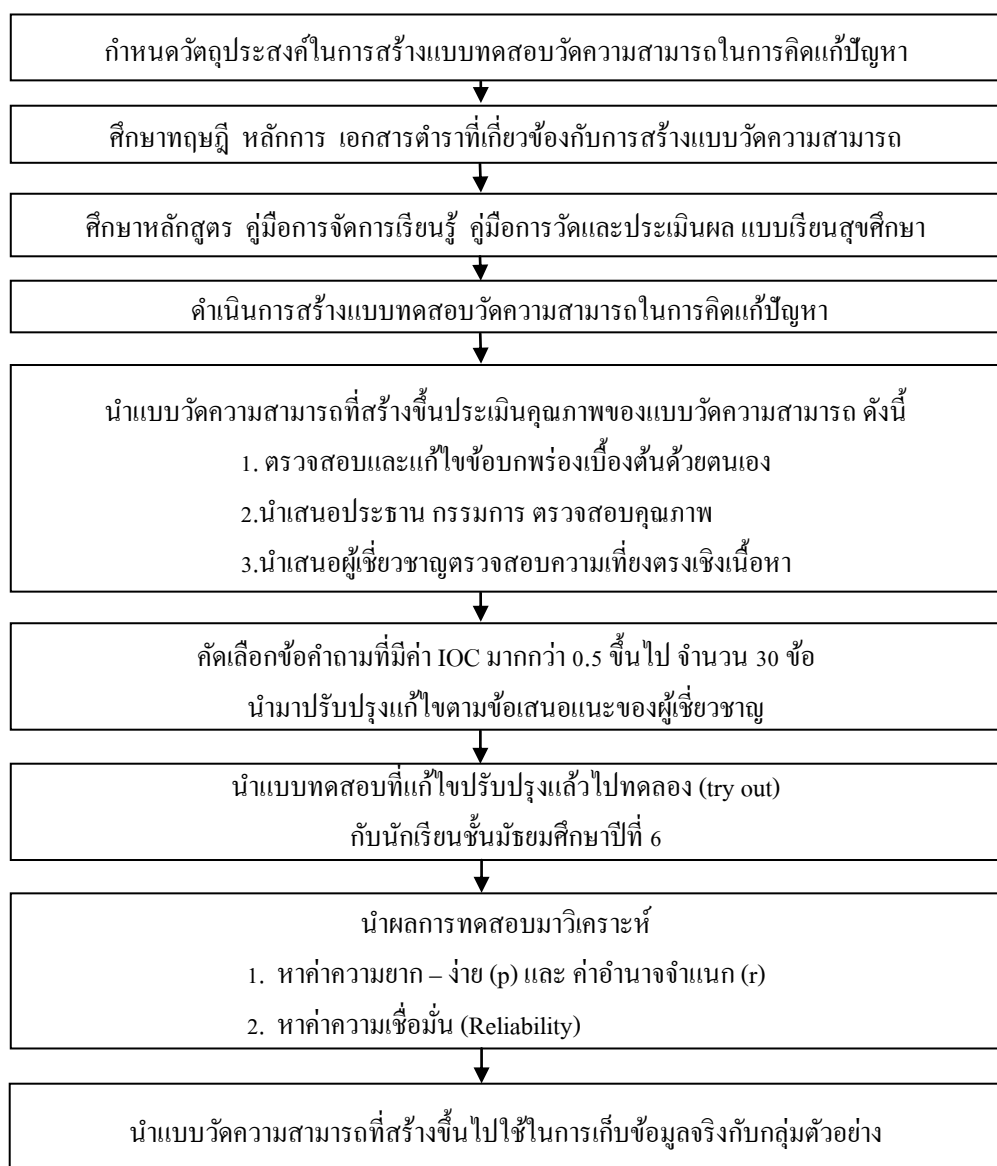 กำหนดวัตถุประสงค์ในการสร้างแบบทดสอบวัดความสามารถในการคิดแก้ปัญหา
ศึกษาทฤษฎี หลักการ เอกสารตำราที่เกี่ยวข้องกับการสร้างแบบวัดความสามารถ
ศึกษาหลักสูตร คู่มือการจัดการเรียนรู้ คู่มือการวัดและประเมินผล แบบเรียนสุขศึกษา
ดำเนินการสร้างแบบทดสอบวัดความสามารถในการคิดแก้ปัญหา
นำแบบวัดความสามารถที่สร้างขึ้นประเมินคุณภาพของแบบวัดความสามารถ ดังนี้
1. ตรวจสอบและแก้ไขข้อบกพร่องเบื้องต้นด้วยตนเอง
2.นำเสนอประธาน กรรมการ ตรวจสอบคุณภาพ
3.นำเสนอผู้เชี่ยวชาญตรวจสอบความเที่ยงตรงเชิงเนื้อหา
คัดเลือกข้อคำถามที่มีค่า IOC มากกว่า 0.5 ขึ้นไป จำนวน 30 ข้อ
นำมาปรับปรุงแก้ไขตามข้อเสนอแนะของผู้เชี่ยวชาญ
นำแบบทดสอบที่แก้ไขปรับปรุงแล้วไปทดลอง (try out)
กับนักเรียนชั้นมัธยมศึกษาปีที่ 6
นำผลการทดสอบมาวิเคราะห์
1. หาค่าความยาก – ง่าย (p) และ ค่าอำนาจจำแนก (r)
2. หาค่าความเชื่อมั่น (Reliability)
นำแบบวัดความสามารถที่สร้างขึ้นไปใช้ในการเก็บข้อมูลจริงกับกลุ่มตัวอย่าง